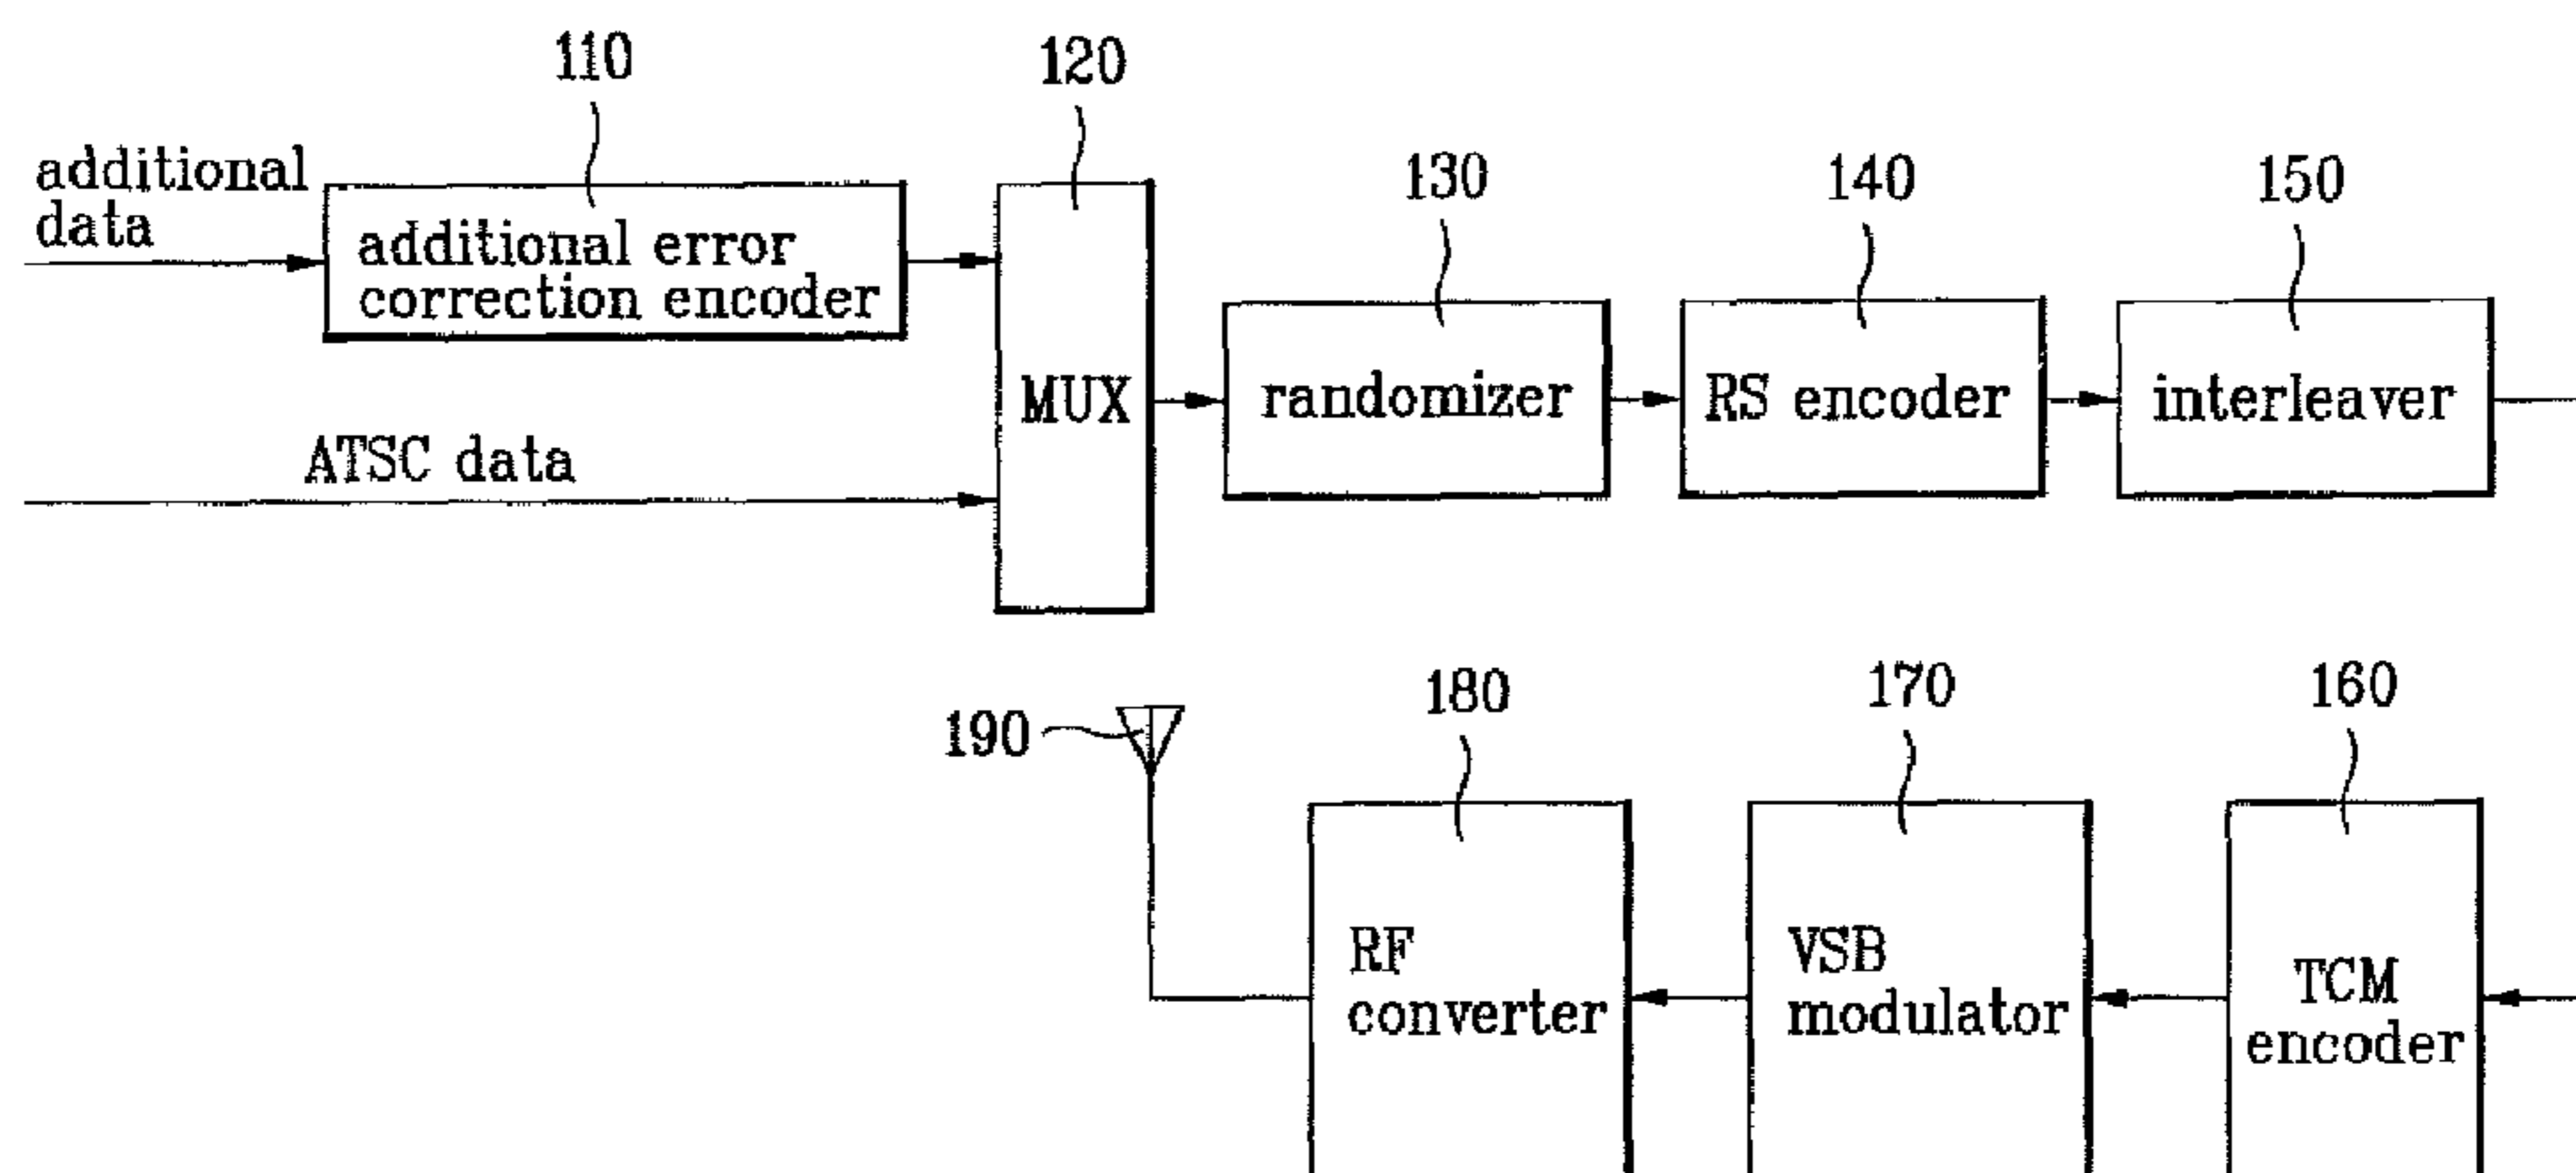 110
120
additional
data
130
140
150
additional error
correction encoder
MUX
randomizer
RS encoder
interleaver
ATSC data
190
180
170
160
RF
converter
VSB
modulator
TCM
encoder